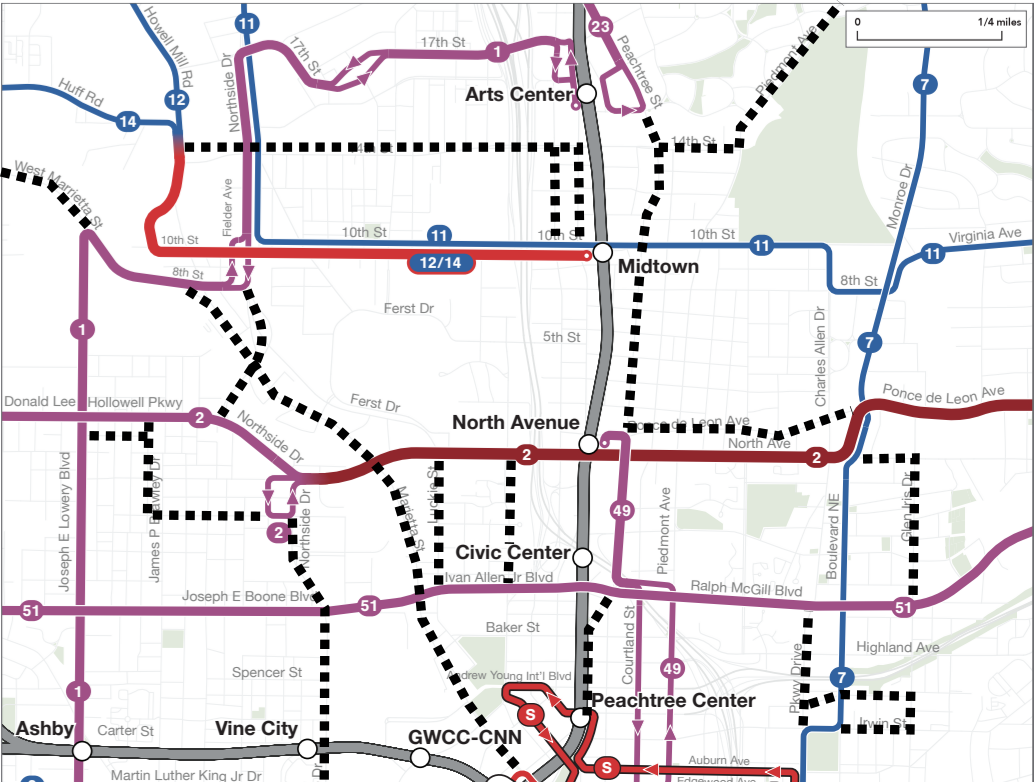 0 1/4 miles
11
Howell Mill Rd
17th St
17th St
1
23
Peachtree St
Piedmont Ave
7
Huff Rd
12
14
Northside Dr
Arts Center
14th St
14th St
Monroe Dr
West Marrietta St
Fielder Ave
10th St
10th St
11
10th St
10th St
11
11
Virginia Ave
12/14
Midtown
8th St
8th St
Ferst Dr
5th St
Charles Allen Dr
1
7
Donald Lee Hollowell Pkwy
2
Ferst Dr
Ponce de Leon Ave
Northside Dr
North Avenue
Ponce de Leon Ave
North Ave
2
2
Joseph E Lowery Blvd
James P Brawley Dr
Northside Dr
2
Marietta St
Luckie St
49
Piedmont Ave
Boulevard NE
Glen Iris Dr
Civic Center
Ivan Allen Jr Blvd
Ralph McGill Blvd
51
Joseph E Boone Blvd
51
51
Baker St
Courtland St
Highland Ave
Spencer St
Andrew Young Int'l Blvd
49
Pkwy Drive
7
1
S
Peachtree Center
Irwin St
Ashby
Carter St
Vine City
GWCC-CNN
Martin Luther King Jr Dr
Dr
S
Auburn Ave
Edgewood Ave